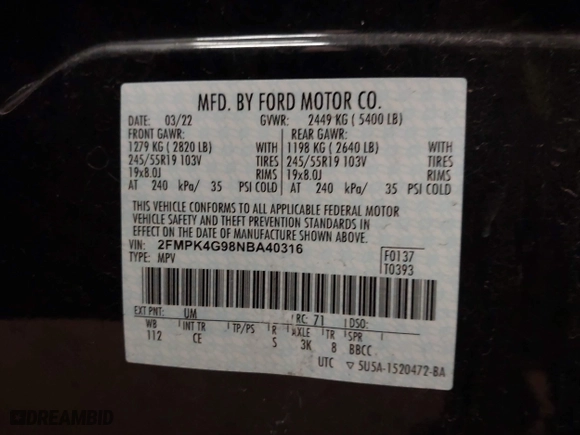 MFD. BY FORD MOTOR CO.
DATE: 03/22 GVWR: 2449 KG ( 5400 LB)
FRONT GAWR: REAR GAWR:
1279 KG ( 2820 LB) WITH 1198 KG ( 2640 LB) WITH
245/55R19 103V TIRES 245/55R19 103V TIRES
19x8.0J RIMS 19x8.0J RIMS
AT 240 kPa/ 35 PSI COLD AT 240 kPa/ 35 PSI COLD
THIS VEHICLE CONFORMS TO ALL APPLICABLE FEDERAL MOTOR
VEHICLE SAFETY AND THEFT PREVENTION STANDARDS IN
EFFECT ON THE DATE OF MANUFACTURE SHOWN ABOVE.
VIN: 2FMPK4G98NBA40316 F0137
TYPE: MPV T0393
EXT PNT: UM RC: 71 DSO:
WB INT TR TP/PS R AXLE TR SPR
112 CE S 3K 8 BBCC
UTC ▽ 5U5A-1520472-BA
DREAMBID